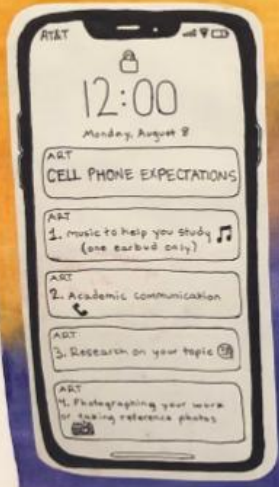 AT&T
12:00
Monday, August 8
ART
CELL PHONE EXPECTATIONS
ART
1. music to help you study
(one earbud only)
ART
2. Academic communication
ART
3. Research on your topic
ART
4. Photographing your work
or taking reference photos